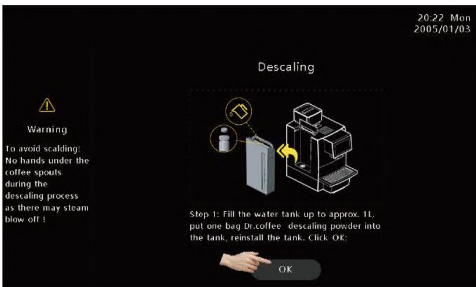 20:22 Mon
2005/01/03
Descaling
Warning
To avoid scalding:
No hands under the
coffee spouts
during the
descaling process
as there may steam
blow off !
Step 1: Fill the water tank up to approx. 1L,
put one bag Dr.coffee descaling powder into
the tank, reinstall the tank. Click OK:
OK